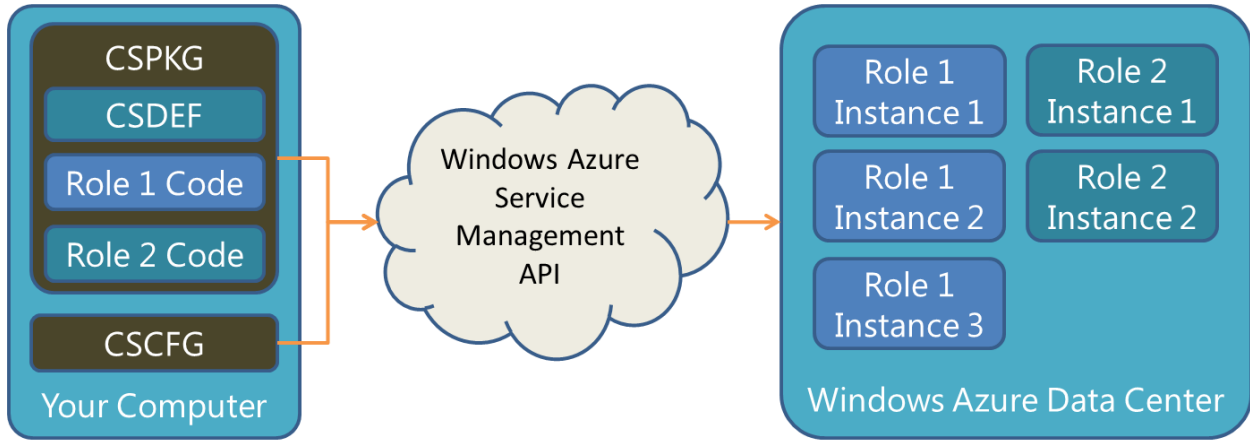 CSPKG
CSDEF
Role 1 Code
Role 2 Code
CSCFG
Your Computer
Windows Azure
Service
Management
API
Role 1
Instance 1
Role 2
Instance 1
Role 1
Instance 2
Role 2
Instance 2
Role 1
Instance 3
Windows Azure Data Center